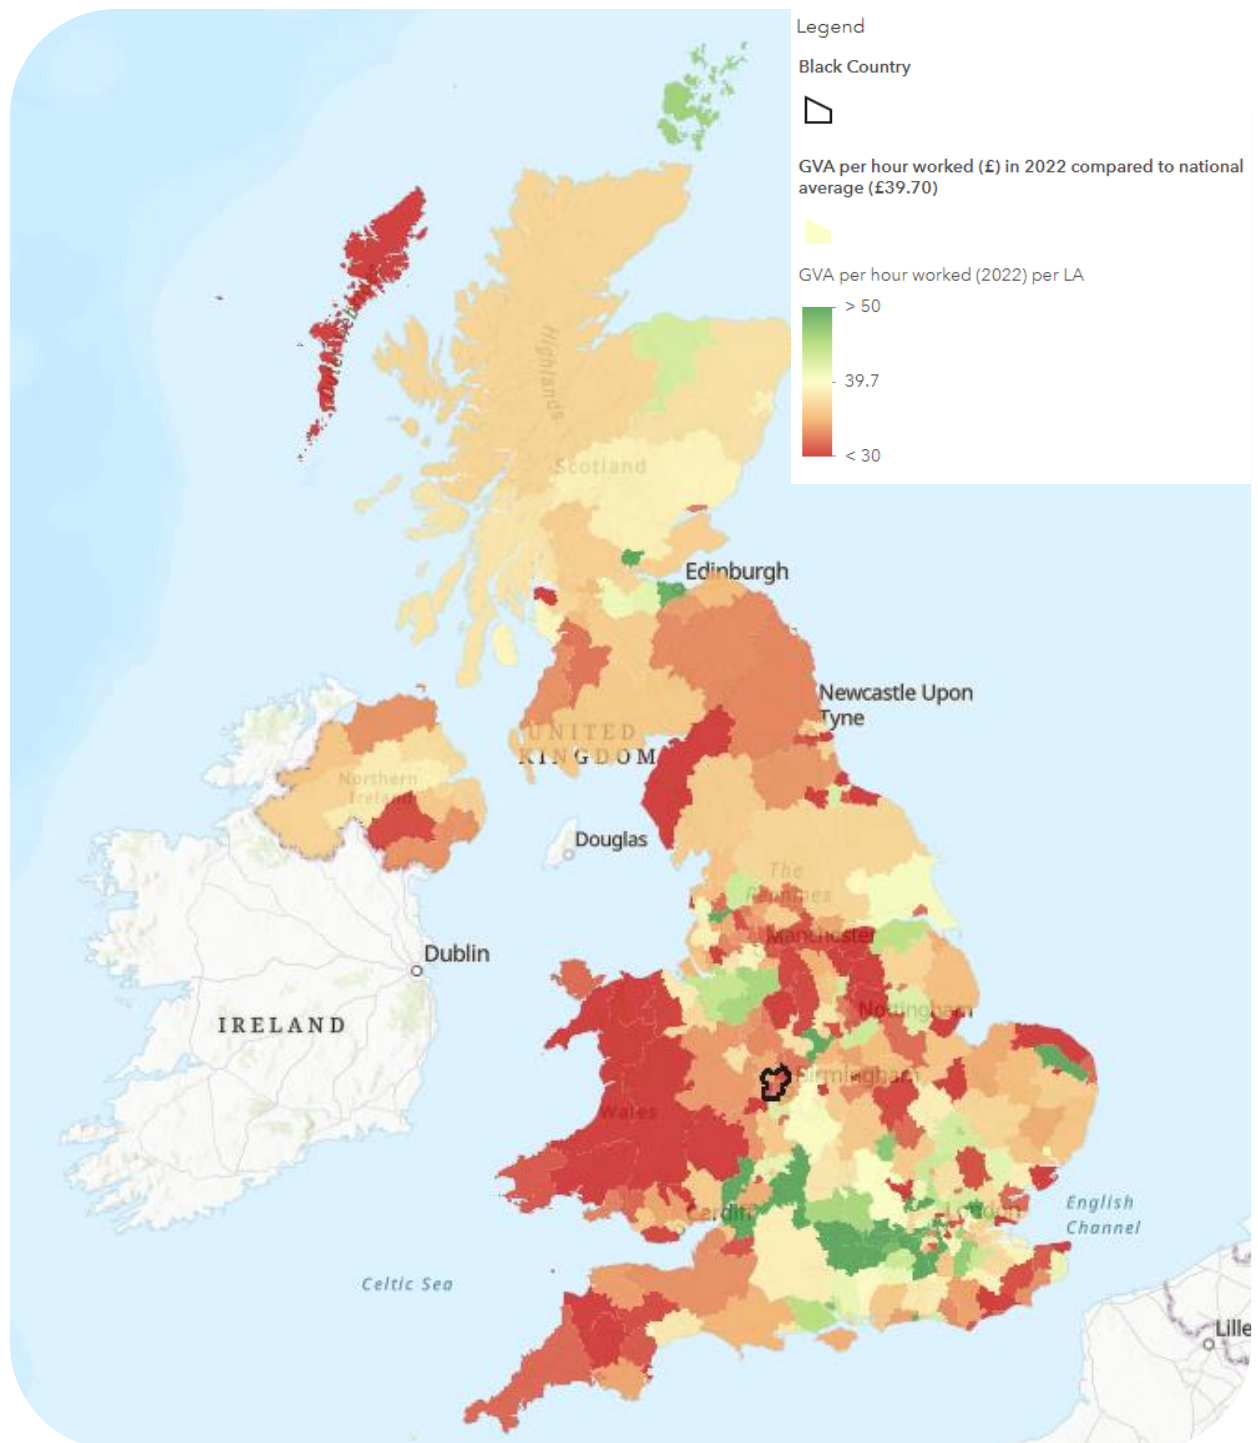 Legend
Black Country
GVA per hour worked (£) in 2022 compared to national
average (£39.70)
GVA per hour worked (2022) per LA
> 50
39.7
< 30
Highlands
Scotland
Edinburgh
Newcastle Upon
Tyne
UNITED
KINGDOM
Northern
Ireland
Douglas
The
Pennines
Manchester
Dublin
IRELAND
Nottingham
Birmingham
Wales
English
Channel
Cardiff
London
Celtic Sea
Lille